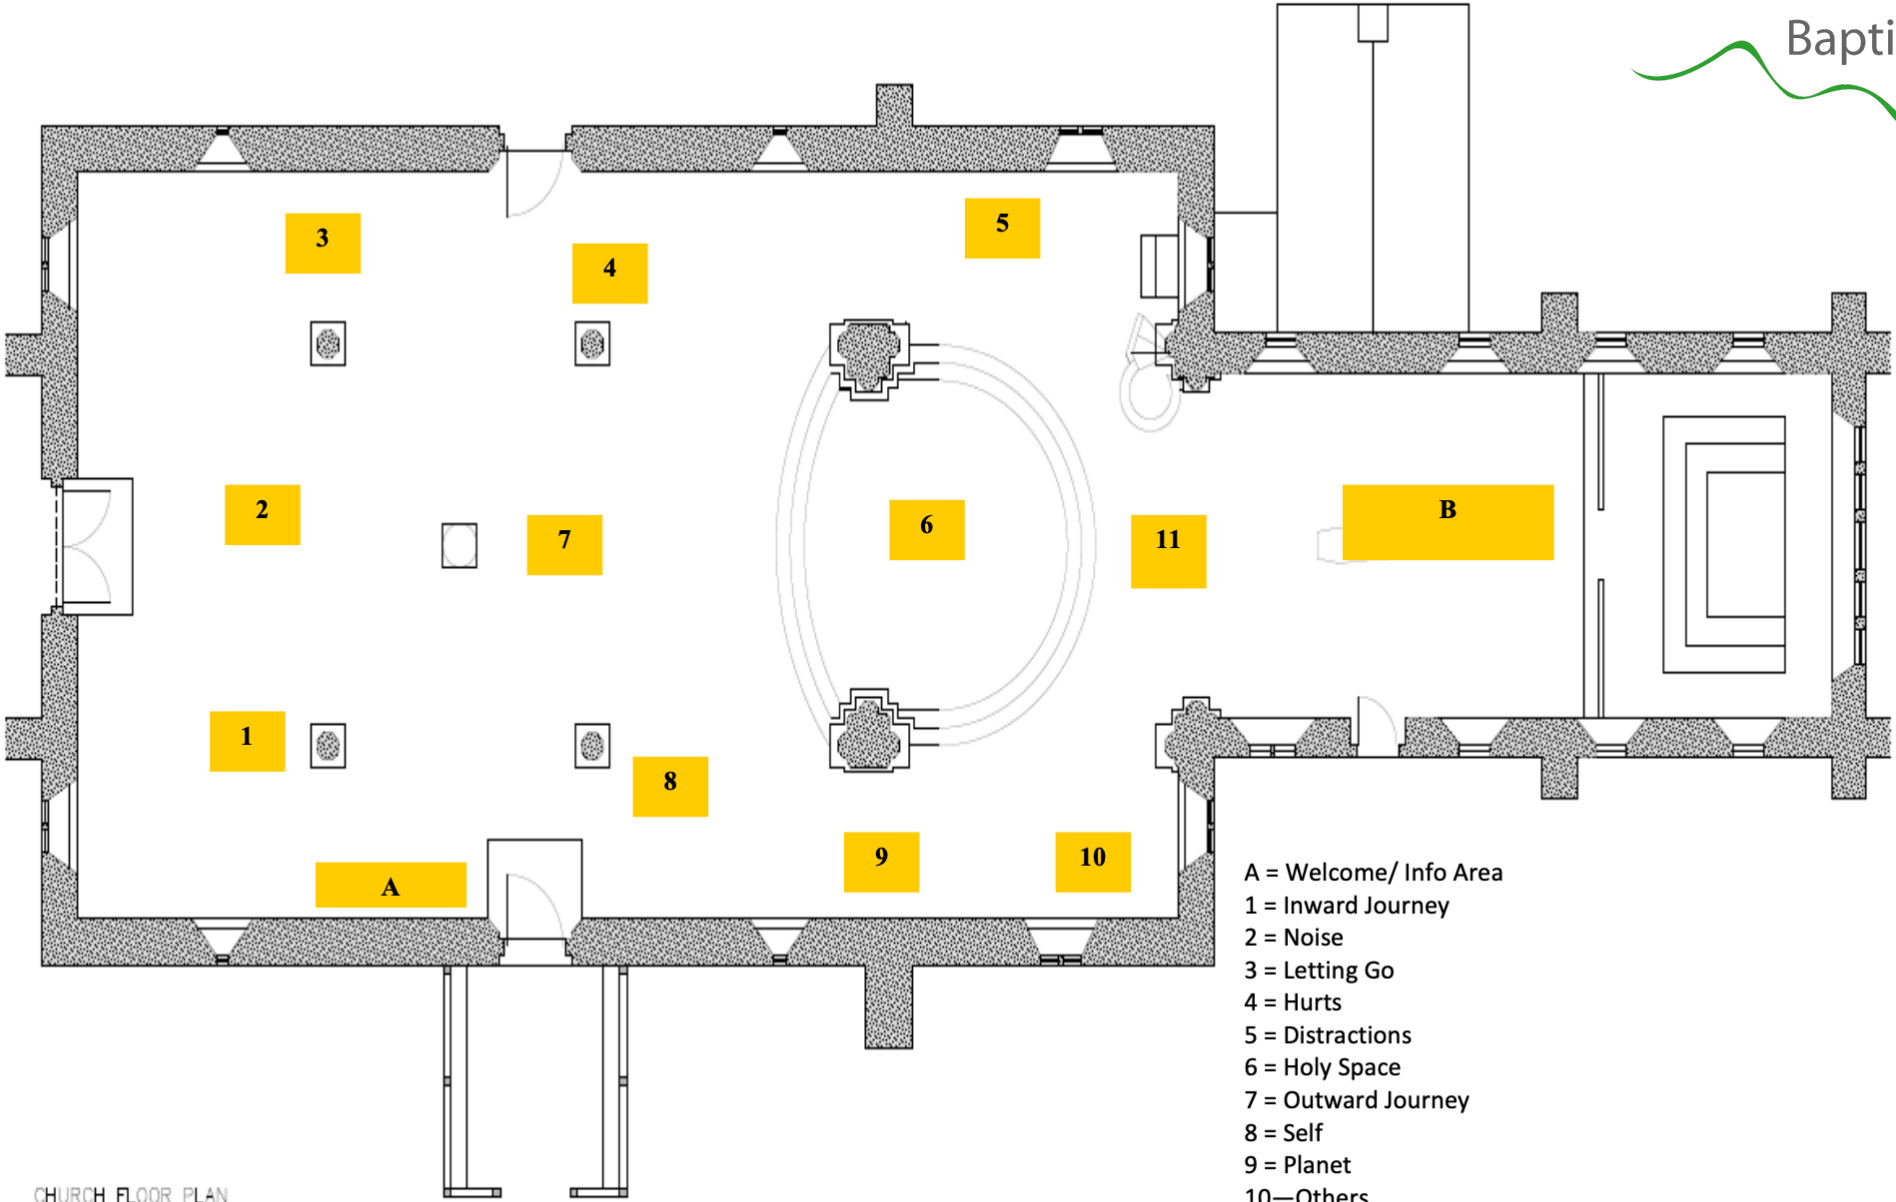 Bapti
3
4
5
2
7
6
11
B
1
8
9
10
A
A = Welcome/ Info Area
1 = Inward Journey
2 = Noise
3 = Letting Go
4 = Hurts
5 = Distractions
6 = Holy Space
7 = Outward Journey
8 = Self
9 = Planet
10—Others
CHURCH FLOOR PLAN